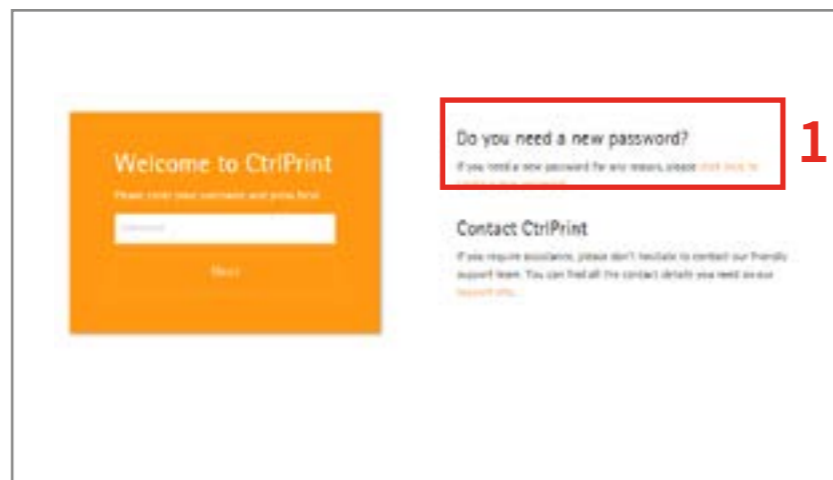 Welcome to CtrlPrint
Please enter your username and press Next
Next
Do you need a new password?
If you need a new password for any reason, please click here to
1
Contact CtrlPrint
If you require assistance, please don't hesitate to contact our friendly
support team. You can find all the contact details you need on our
support site.